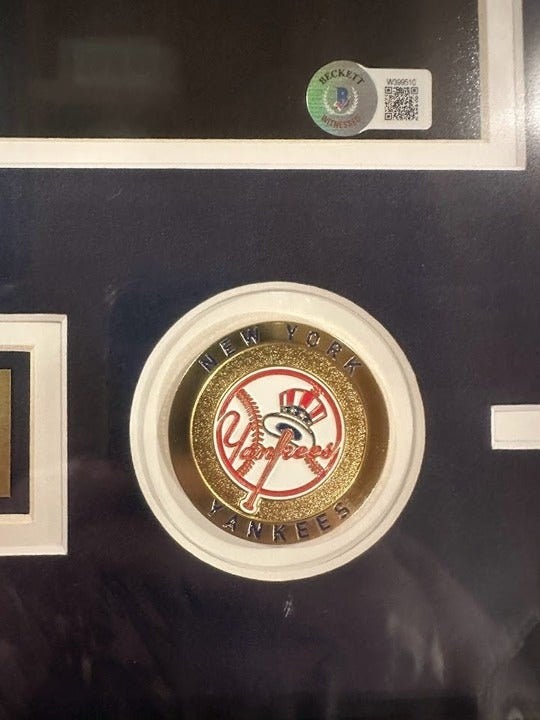 BECKETT
B
WITNESSED
W399510
NEW YORK
Yankees
YANKEES